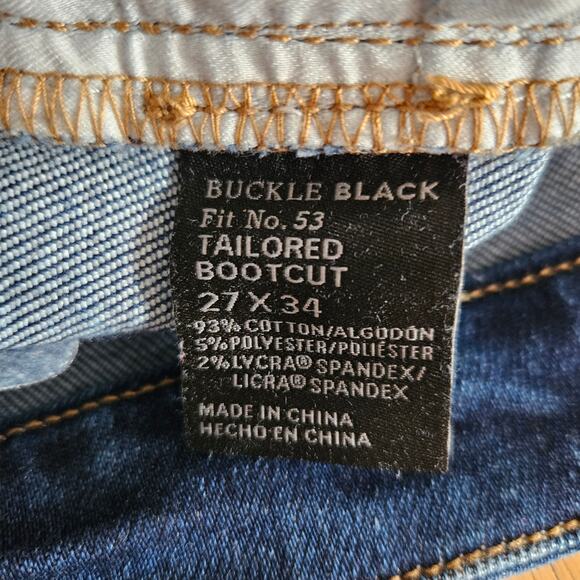 BUCKLE BLACK
Fit No. 53
TAILORED
BOOTCUT
27 X 34
93% COTTON/ALGODÓN
5% POLYESTER/POLIÉSTER
2% LYCRA® SPANDEX/
LICRA® SPANDEX
MADE IN CHINA
HECHO EN CHINA